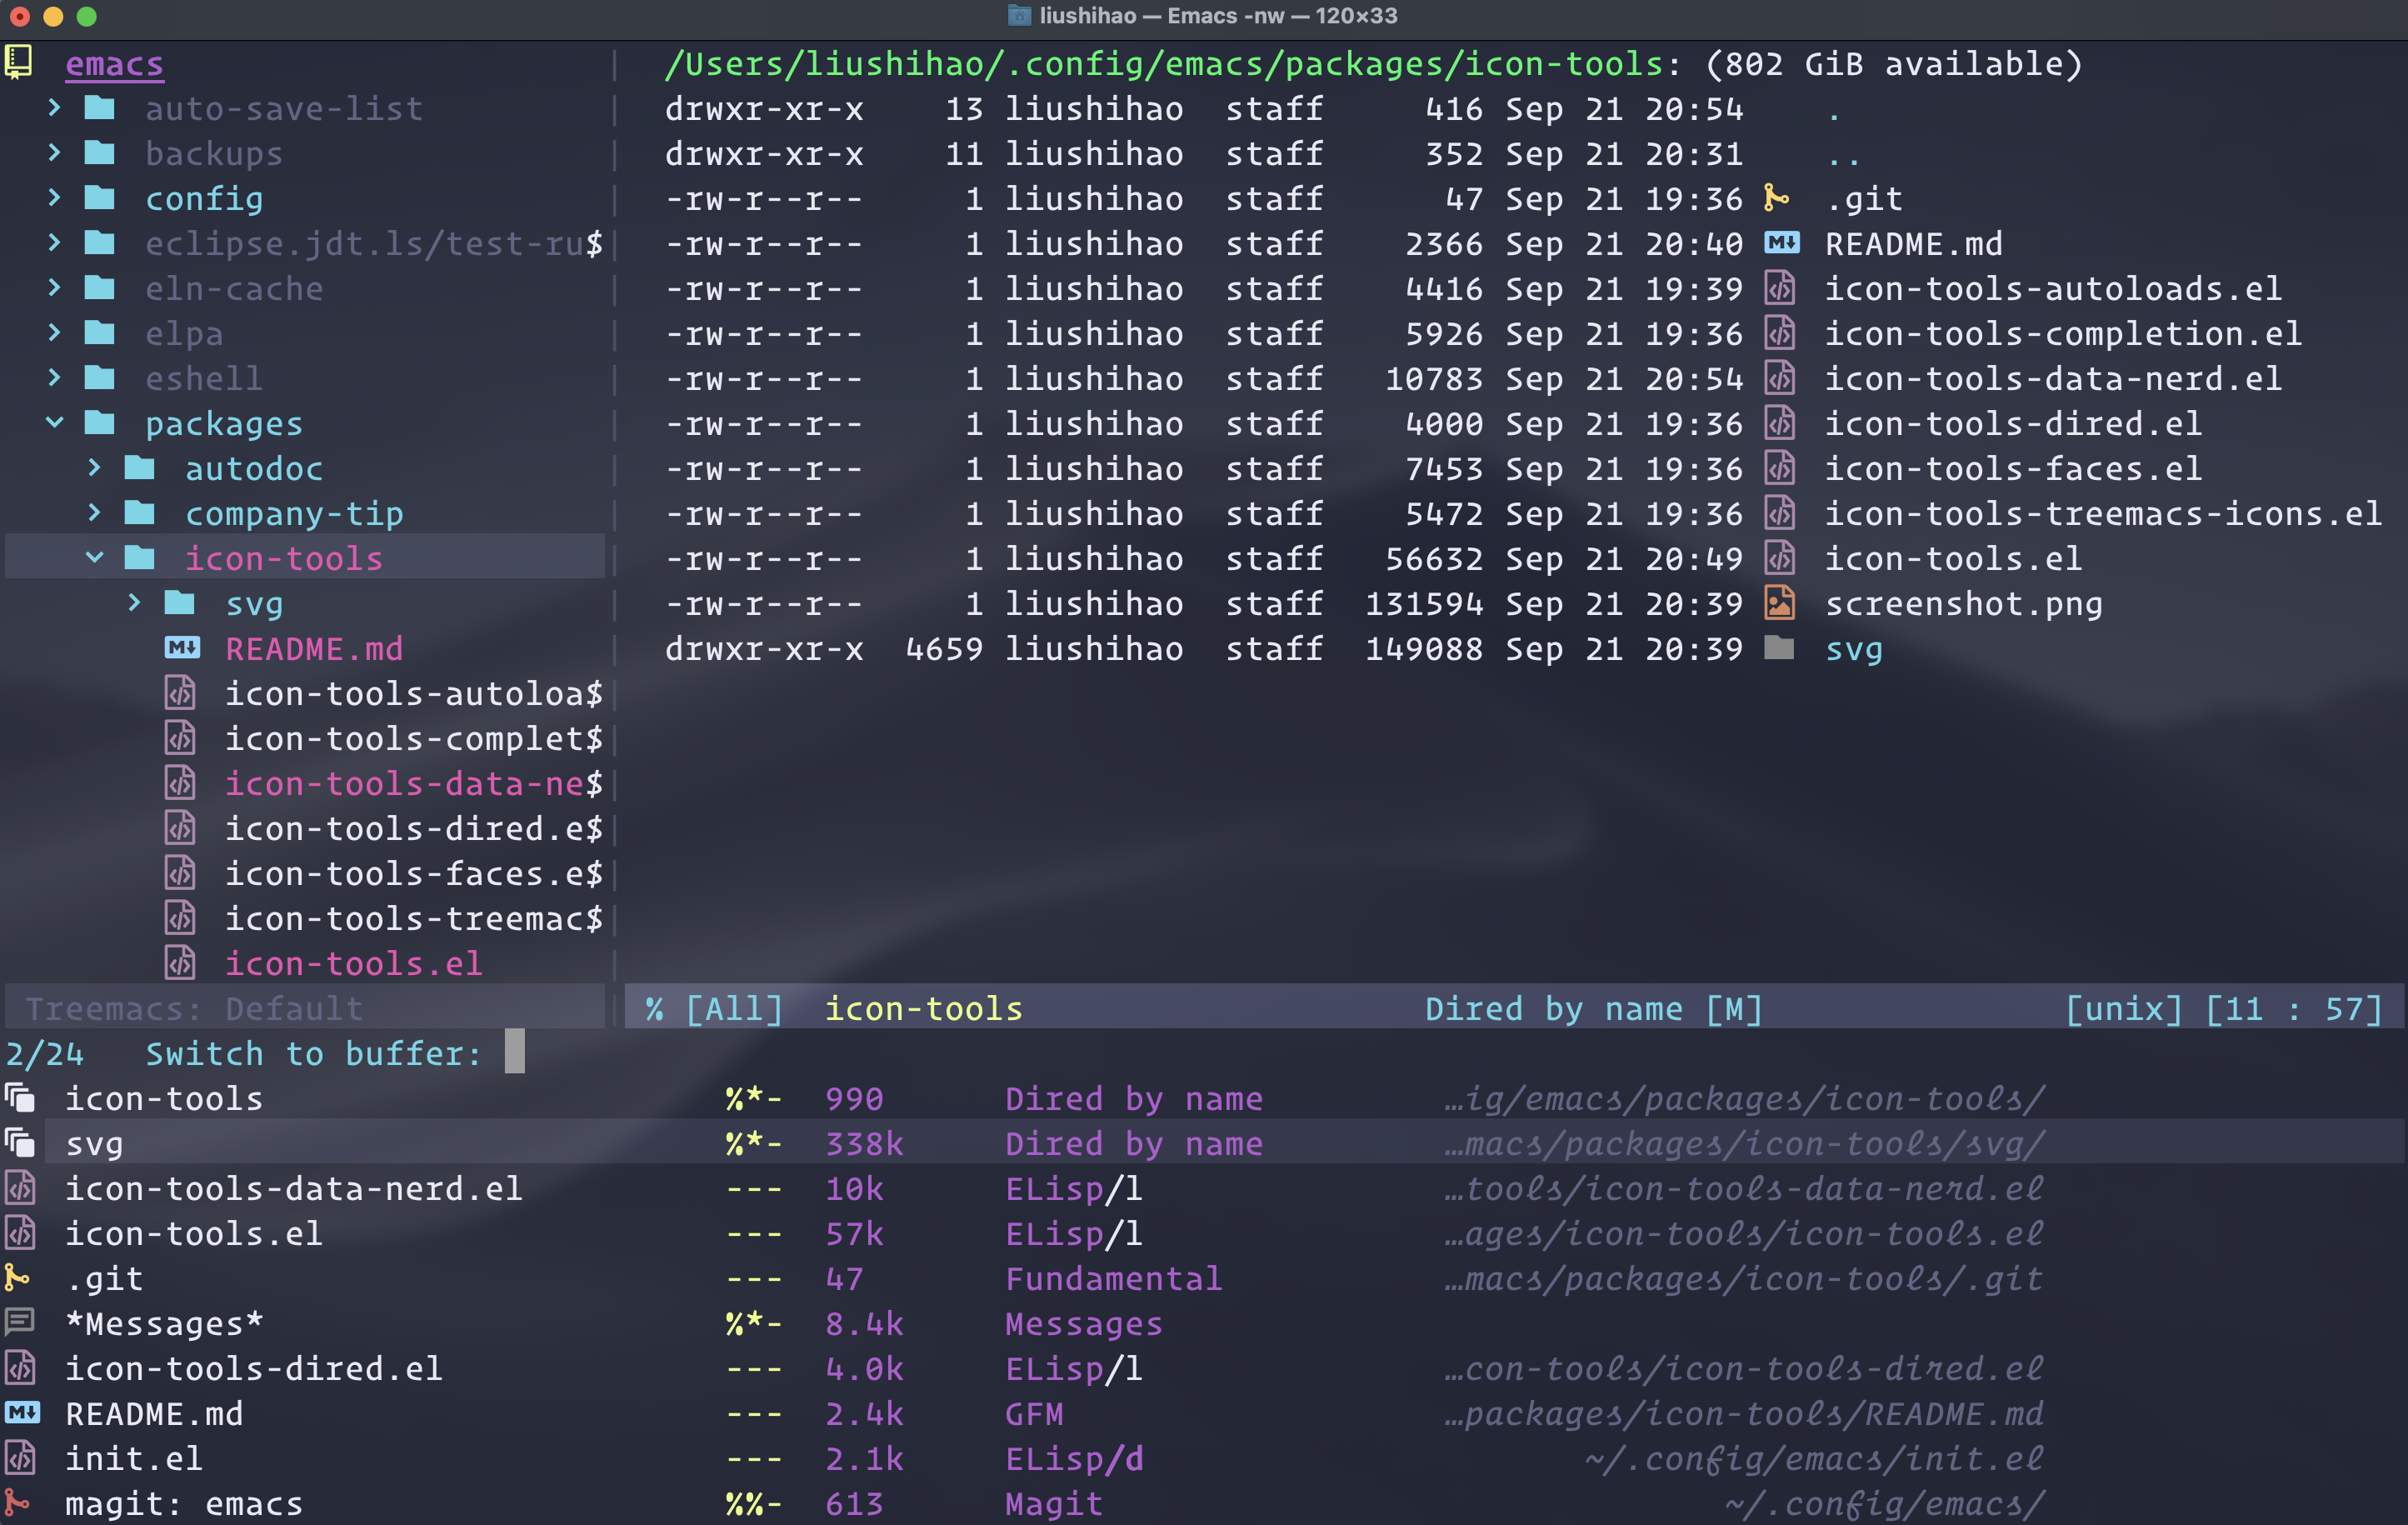 liushihao — Emacs -nw — 120×33
emacs
auto-save-list
backups
config
eclipse.jdt.ls/test-ru$
eln-cache
elpa
eshell
packages
autodoc
company-tip
icon-tools
svg
M↓ README.md
icon-tools-autoloa$
icon-tools-complet$
icon-tools-data-ne$
icon-tools-dired.e$
icon-tools-faces.e$
icon-tools-treemac$
icon-tools.el
Treemacs: Default
/Users/liushihao/.config/emacs/packages/icon-tools: (802 GiB available)
drwxr-xr-x 13 liushihao staff 416 Sep 21 20:54 .
drwxr-xr-x 11 liushihao staff 352 Sep 21 20:31 ..
-rw-r--r-- 1 liushihao staff 47 Sep 21 19:36 .git
-rw-r--r-- 1 liushihao staff 2366 Sep 21 20:40 M↓ README.md
-rw-r--r-- 1 liushihao staff 4416 Sep 21 19:39 icon-tools-autoloads.el
-rw-r--r-- 1 liushihao staff 5926 Sep 21 19:36 icon-tools-completion.el
-rw-r--r-- 1 liushihao staff 10783 Sep 21 20:54 icon-tools-data-nerd.el
-rw-r--r-- 1 liushihao staff 4000 Sep 21 19:36 icon-tools-dired.el
-rw-r--r-- 1 liushihao staff 7453 Sep 21 19:36 icon-tools-faces.el
-rw-r--r-- 1 liushihao staff 5472 Sep 21 19:36 icon-tools-treemacs-icons.el
-rw-r--r-- 1 liushihao staff 56632 Sep 21 20:49 icon-tools.el
-rw-r--r-- 1 liushihao staff 131594 Sep 21 20:39 screenshot.png
drwxr-xr-x 4659 liushihao staff 149088 Sep 21 20:39 svg
% [All] icon-tools Dired by name [M] [unix] [11 : 57]
2/24 Switch to buffer:
icon-tools %*- 990 Dired by name …ig/emacs/packages/icon-tools/
svg %*- 338k Dired by name …macs/packages/icon-tools/svg/
icon-tools-data-nerd.el --- 10k ELisp/l …tools/icon-tools-data-nerd.el
icon-tools.el --- 57k ELisp/l …ages/icon-tools/icon-tools.el
.git --- 47 Fundamental …macs/packages/icon-tools/.git
*Messages* %*- 8.4k Messages
icon-tools-dired.el --- 4.0k ELisp/l …con-tools/icon-tools-dired.el
M↓ README.md --- 2.4k GFM …packages/icon-tools/README.md
init.el --- 2.1k ELisp/d ~/.config/emacs/init.el
magit: emacs %%- 613 Magit ~/.config/emacs/